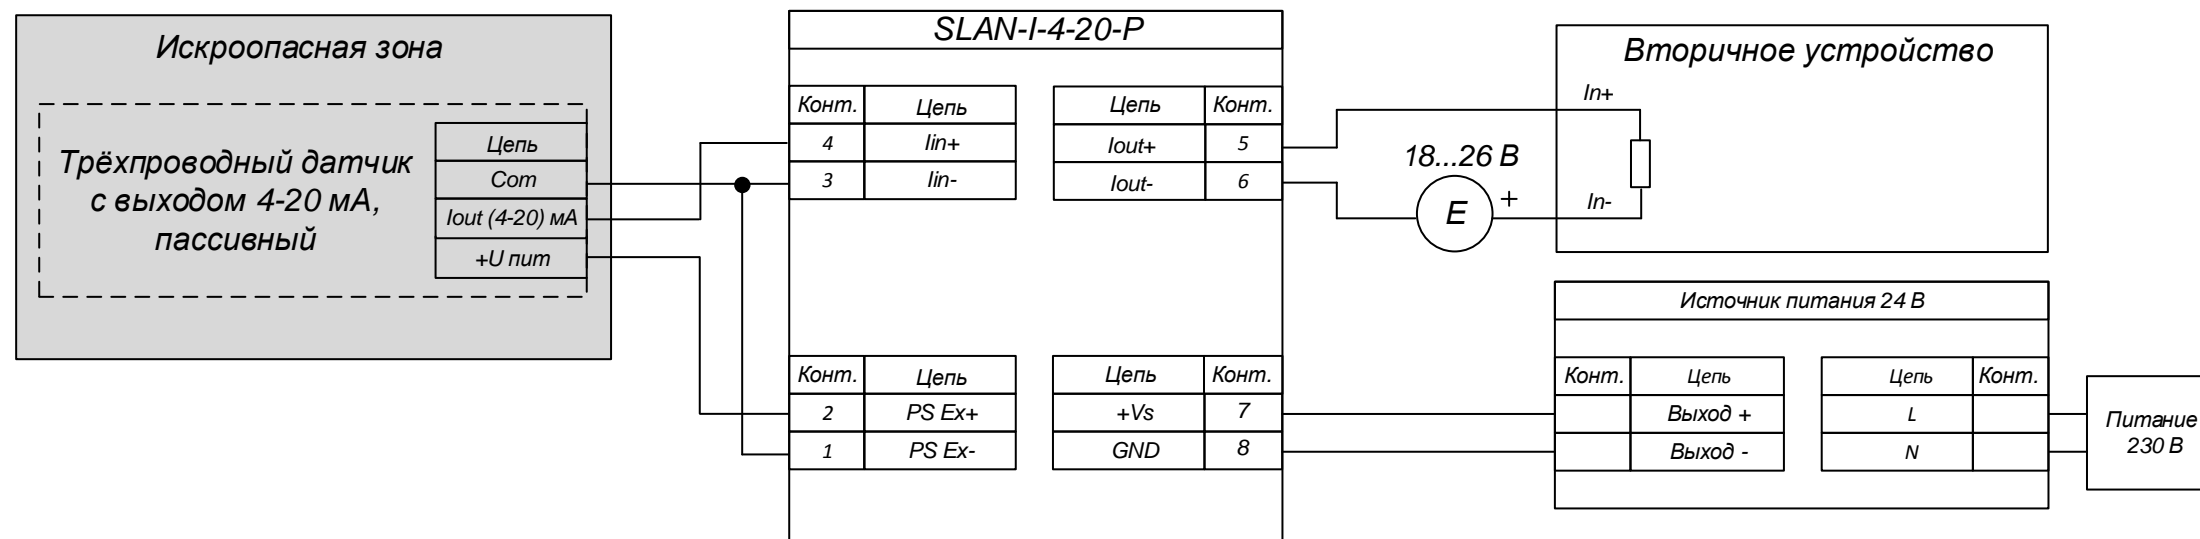 Искроопасная зона
Трёхпроводный датчик
с выходом 4-20 мА,
пассивный
Цепь
Com
Iout (4-20) мА
+U пит
SLAN-I-4-20-P
Конт. Цепь
4 Iin+
3 Iin-
Цепь Конт.
Iout+ 5
Iout- 6
Конт. Цепь
2 PS Ex+
1 PS Ex-
Цепь Конт.
+Vs 7
GND 8
18...26 В
E +
Вторичное устройство
In+
In-
Источник питания 24 В
Конт. Цепь
Выход +
Выход -
Цепь Конт.
L
N
Питание
230 В